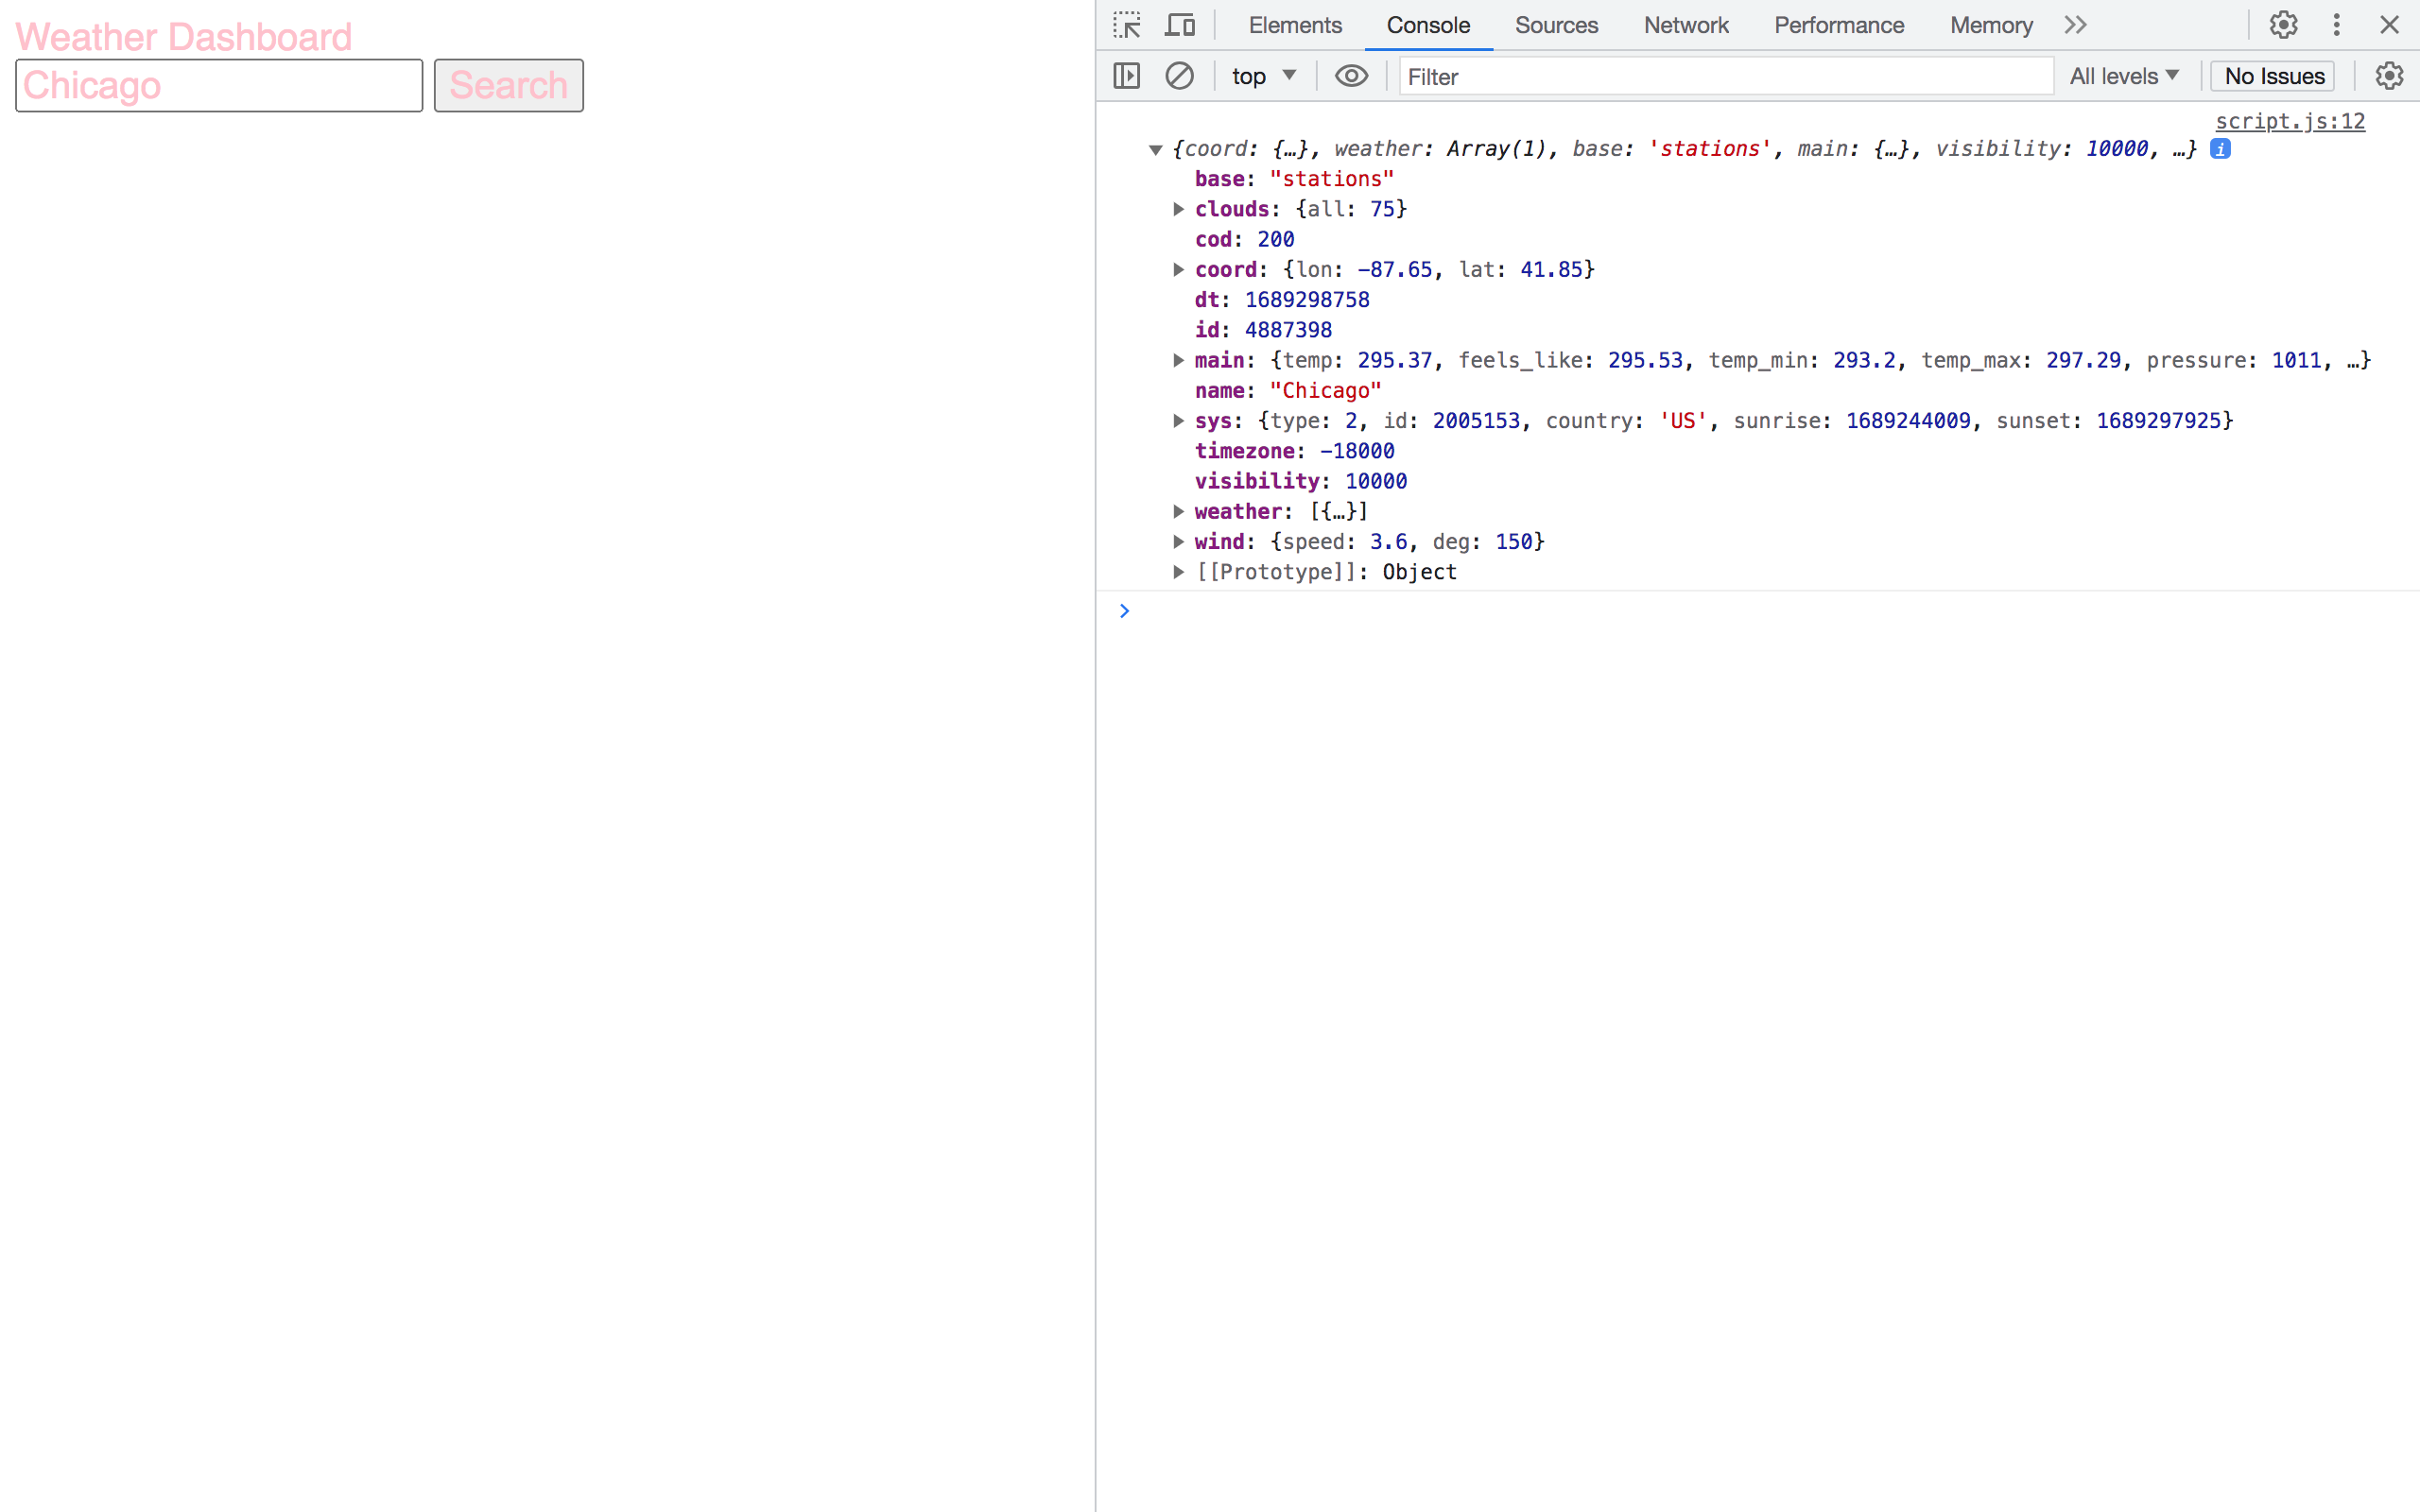 Weather Dashboard
Chicago Search
Elements Console Sources Network Performance Memory
top Filter All levels No Issues
script.js:12
{coord: {…}, weather: Array(1), base: 'stations', main: {…}, visibility: 10000, …} i
base: "stations"
clouds: {all: 75}
cod: 200
coord: {lon: -87.65, lat: 41.85}
dt: 1689298758
id: 4887398
main: {temp: 295.37, feels_like: 295.53, temp_min: 293.2, temp_max: 297.29, pressure: 1011, …}
name: "Chicago"
sys: {type: 2, id: 2005153, country: 'US', sunrise: 1689244009, sunset: 1689297925}
timezone: -18000
visibility: 10000
weather: [{…}]
wind: {speed: 3.6, deg: 150}
[[Prototype]]: Object